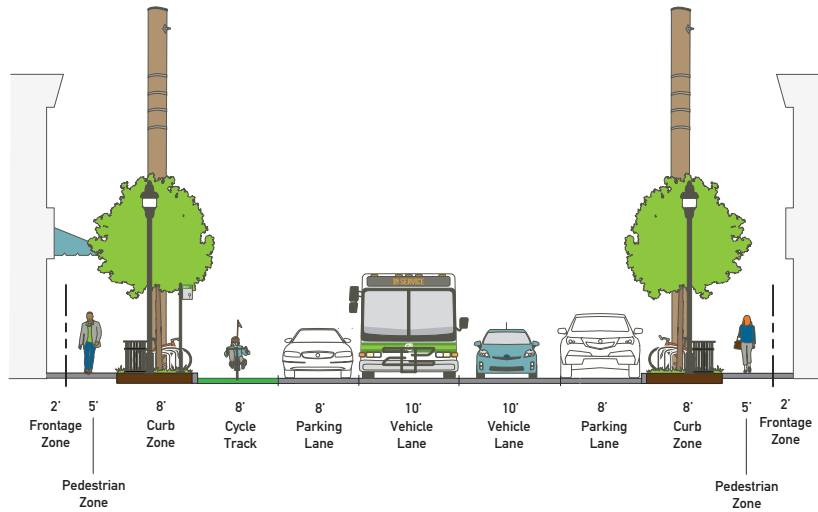 IN SERVICE
2'
Frontage
Zone
5'
Pedestrian
Zone
8'
Curb
Zone
8'
Cycle
Track
8'
Parking
Lane
10'
Vehicle
Lane
10'
Vehicle
Lane
8'
Parking
Lane
8'
Curb
Zone
5'
Pedestrian
Zone
2'
Frontage
Zone